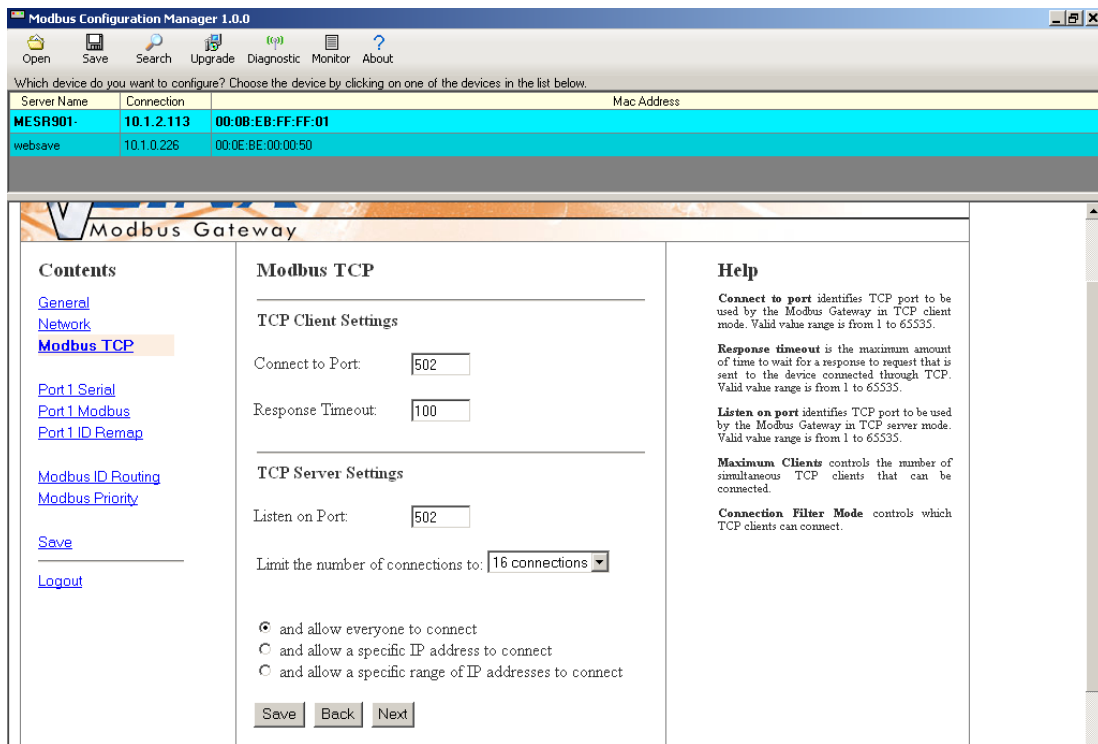 Modbus Configuration Manager 1.0.0
Open Save Search Upgrade Diagnostic Monitor About
Which device do you want to configure? Choose the device by clicking on one of the devices in the list below.
Server Name Connection Mac Address
MESR901- 10.1.2.113 00:0B:EB:FF:FF:01
websave 10.1.0.226 00:0E:BE:00:00:50
Modbus Gateway
Contents
General
Network
Modbus TCP
Port1 Serial
Port1 Modbus
Port1 ID Remap
Modbus ID Routing
Modbus Priority
Save
Logout
Modbus TCP
TCP Client Settings
Connect to Port: 502
Response Timeout: 100
TCP Server Settings
Listen on Port: 502
Limit the number of connections to: 16 connections
and allow everyone to connect
and allow a specific IP address to connect
and allow a specific range of IP addresses to connect
Save Back Next
Help
Connect to port identifies TCP port to be
used by the Modbus Gateway in TCP client
mode. Valid value range is from 1 to 65535.
Response timeout is the maximum amount
of time to wait for a response to request that is
sent to the device connected through TCP.
Valid value range is from 1 to 65535.
Listen on port identifies TCP port to be used
by the Modbus Gateway in TCP server mode.
Valid value range is from 1 to 65535.
Maximum Clients controls the number of
simultaneous TCP clients that can be
connected.
Connection Filter Mode controls which
TCP clients can connect.